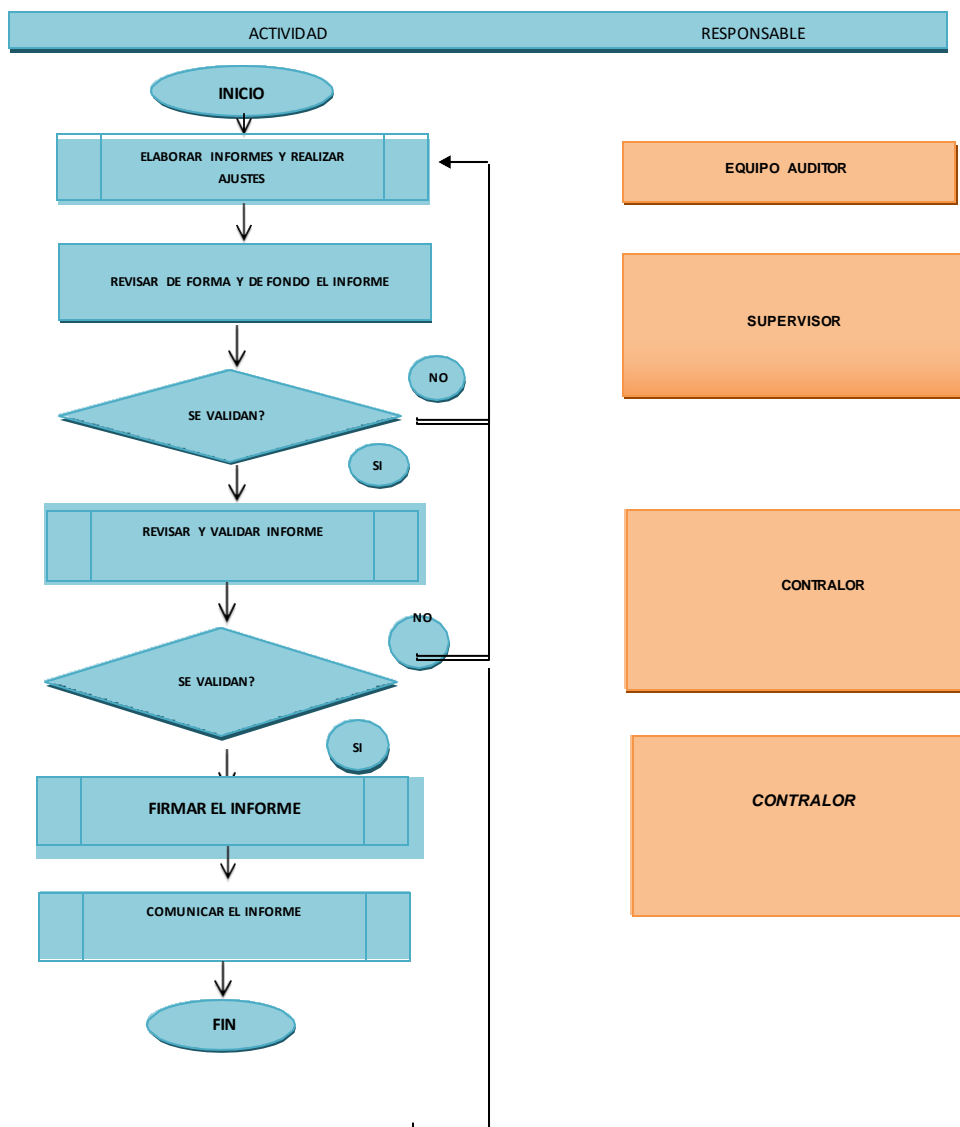 ACTIVIDAD RESPONSABLE
INICIO
ELABORAR INFORMES Y REALIZAR
AJUSTES
EQUIPO AUDITOR
REVISAR DE FORMA Y DE FONDO EL INFORME
SUPERVISOR
NO
SE VALIDAN?
SI
REVISAR Y VALIDAR INFORME
CONTRALOR
NO
SE VALIDAN?
SI
FIRMAR EL INFORME
CONTRALOR
COMUNICAR EL INFORME
FIN